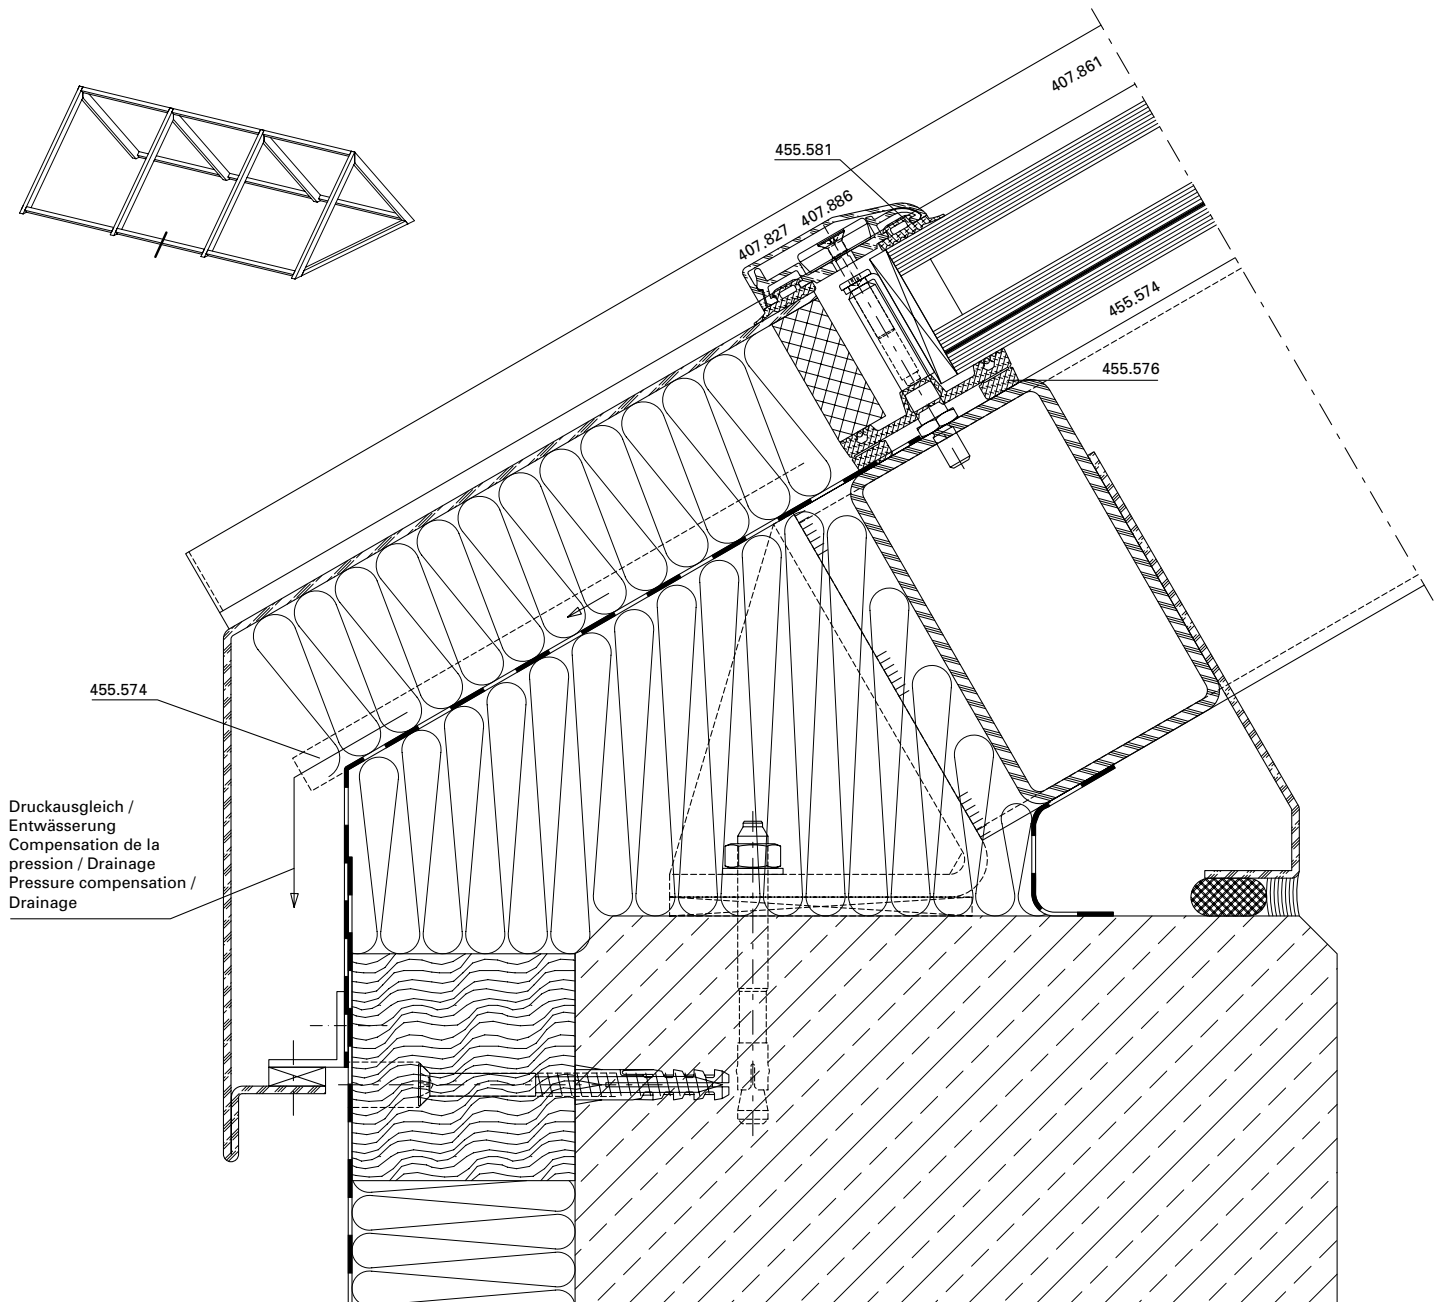 407.861
455.581
407.886
407.827
455.574
455.576
455.574
Druckausgleich /
Entwässerung
Compensation de la
pression / Drainage
Pressure compensation /
Drainage